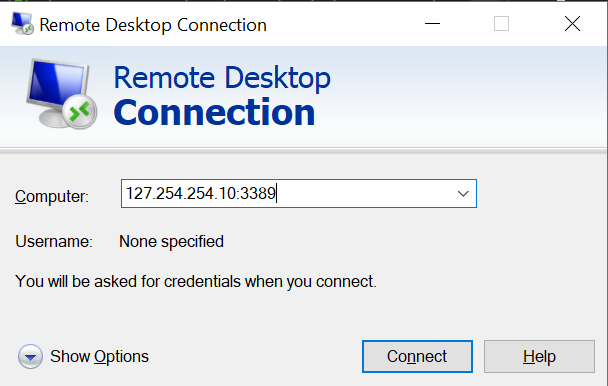 Remote Desktop Connection
Remote Desktop
Connection
Computer: 127.254.254.10:3389
Username: None specified
You will be asked for credentials when you connect.
Show Options Connect Help